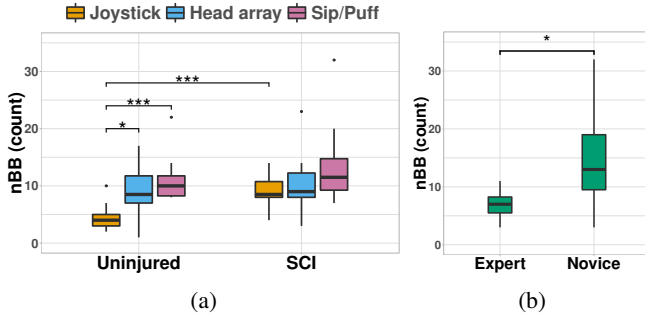 Joystick Head array Sip/Puff
nBB (count)
30
20
10
0
***
***
*
Uninjured SCI
(a)
nBB (count)
30
20
10
0
*
Expert Novice
(b)